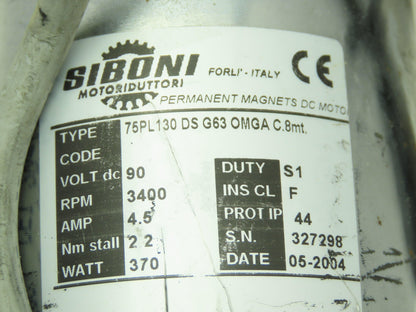 SIBONI
MOTORIDUTTORI
FORLI' - ITALY
CE
PERMANENT MAGNETS DC MOTO
TYPE 75PL130 DS G63 OMGA C.8mt.
CODE
VOLT dc 90 DUTY S1
RPM 3400 INS CL F
AMP 4.5 PROT IP 44
Nm stall 2.2 S.N. 327298
WATT 370 DATE 05-2004